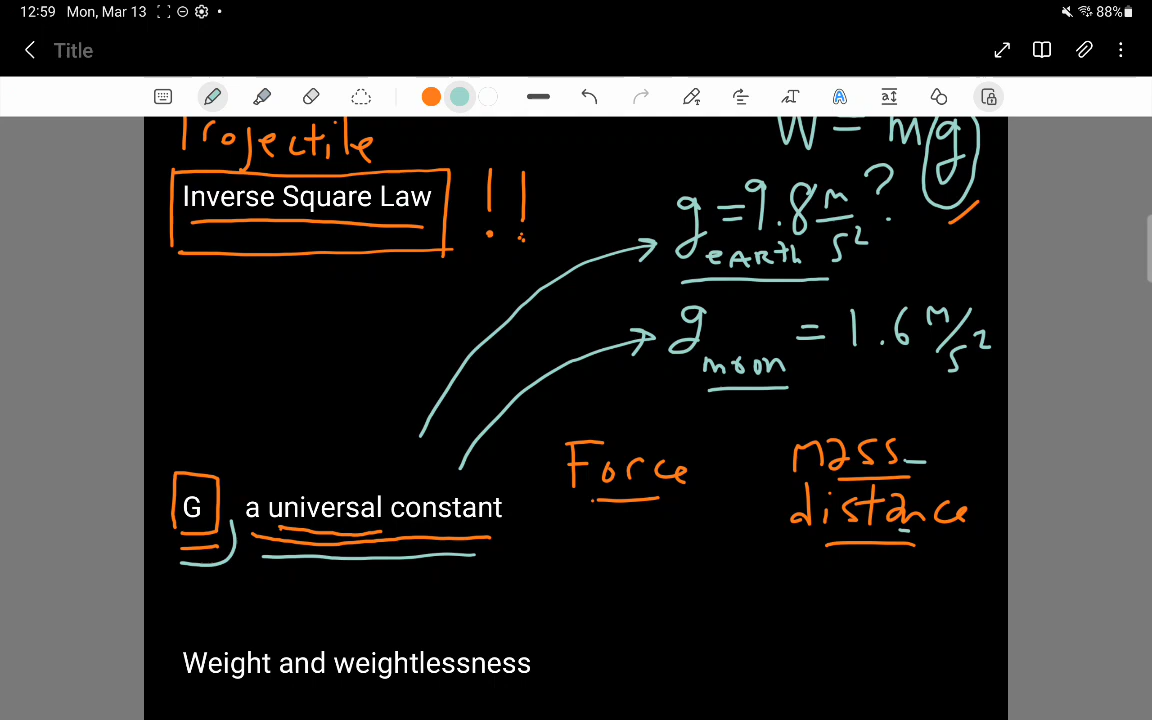 12:59 Mon, Mar 13
88%
Title
Projectile
W = mg
Inverse Square Law !!
g earth = 9.8 m/s² ?
g moon = 1.6 m/s²
Force
mass
distance
G a universal constant
Weight and weightlessness